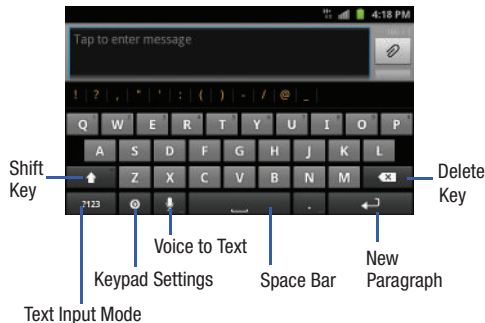 4:18 PM
Tap to enter message
! ? , " ' : ( ) - / @ _
Q W E R T Y U I O P
A S D F G H J K L
Z X C V B N M
?123 .
Shift
Key
Delete
Key
Voice to Text
New
Paragraph
Keypad Settings
Space Bar
Text Input Mode